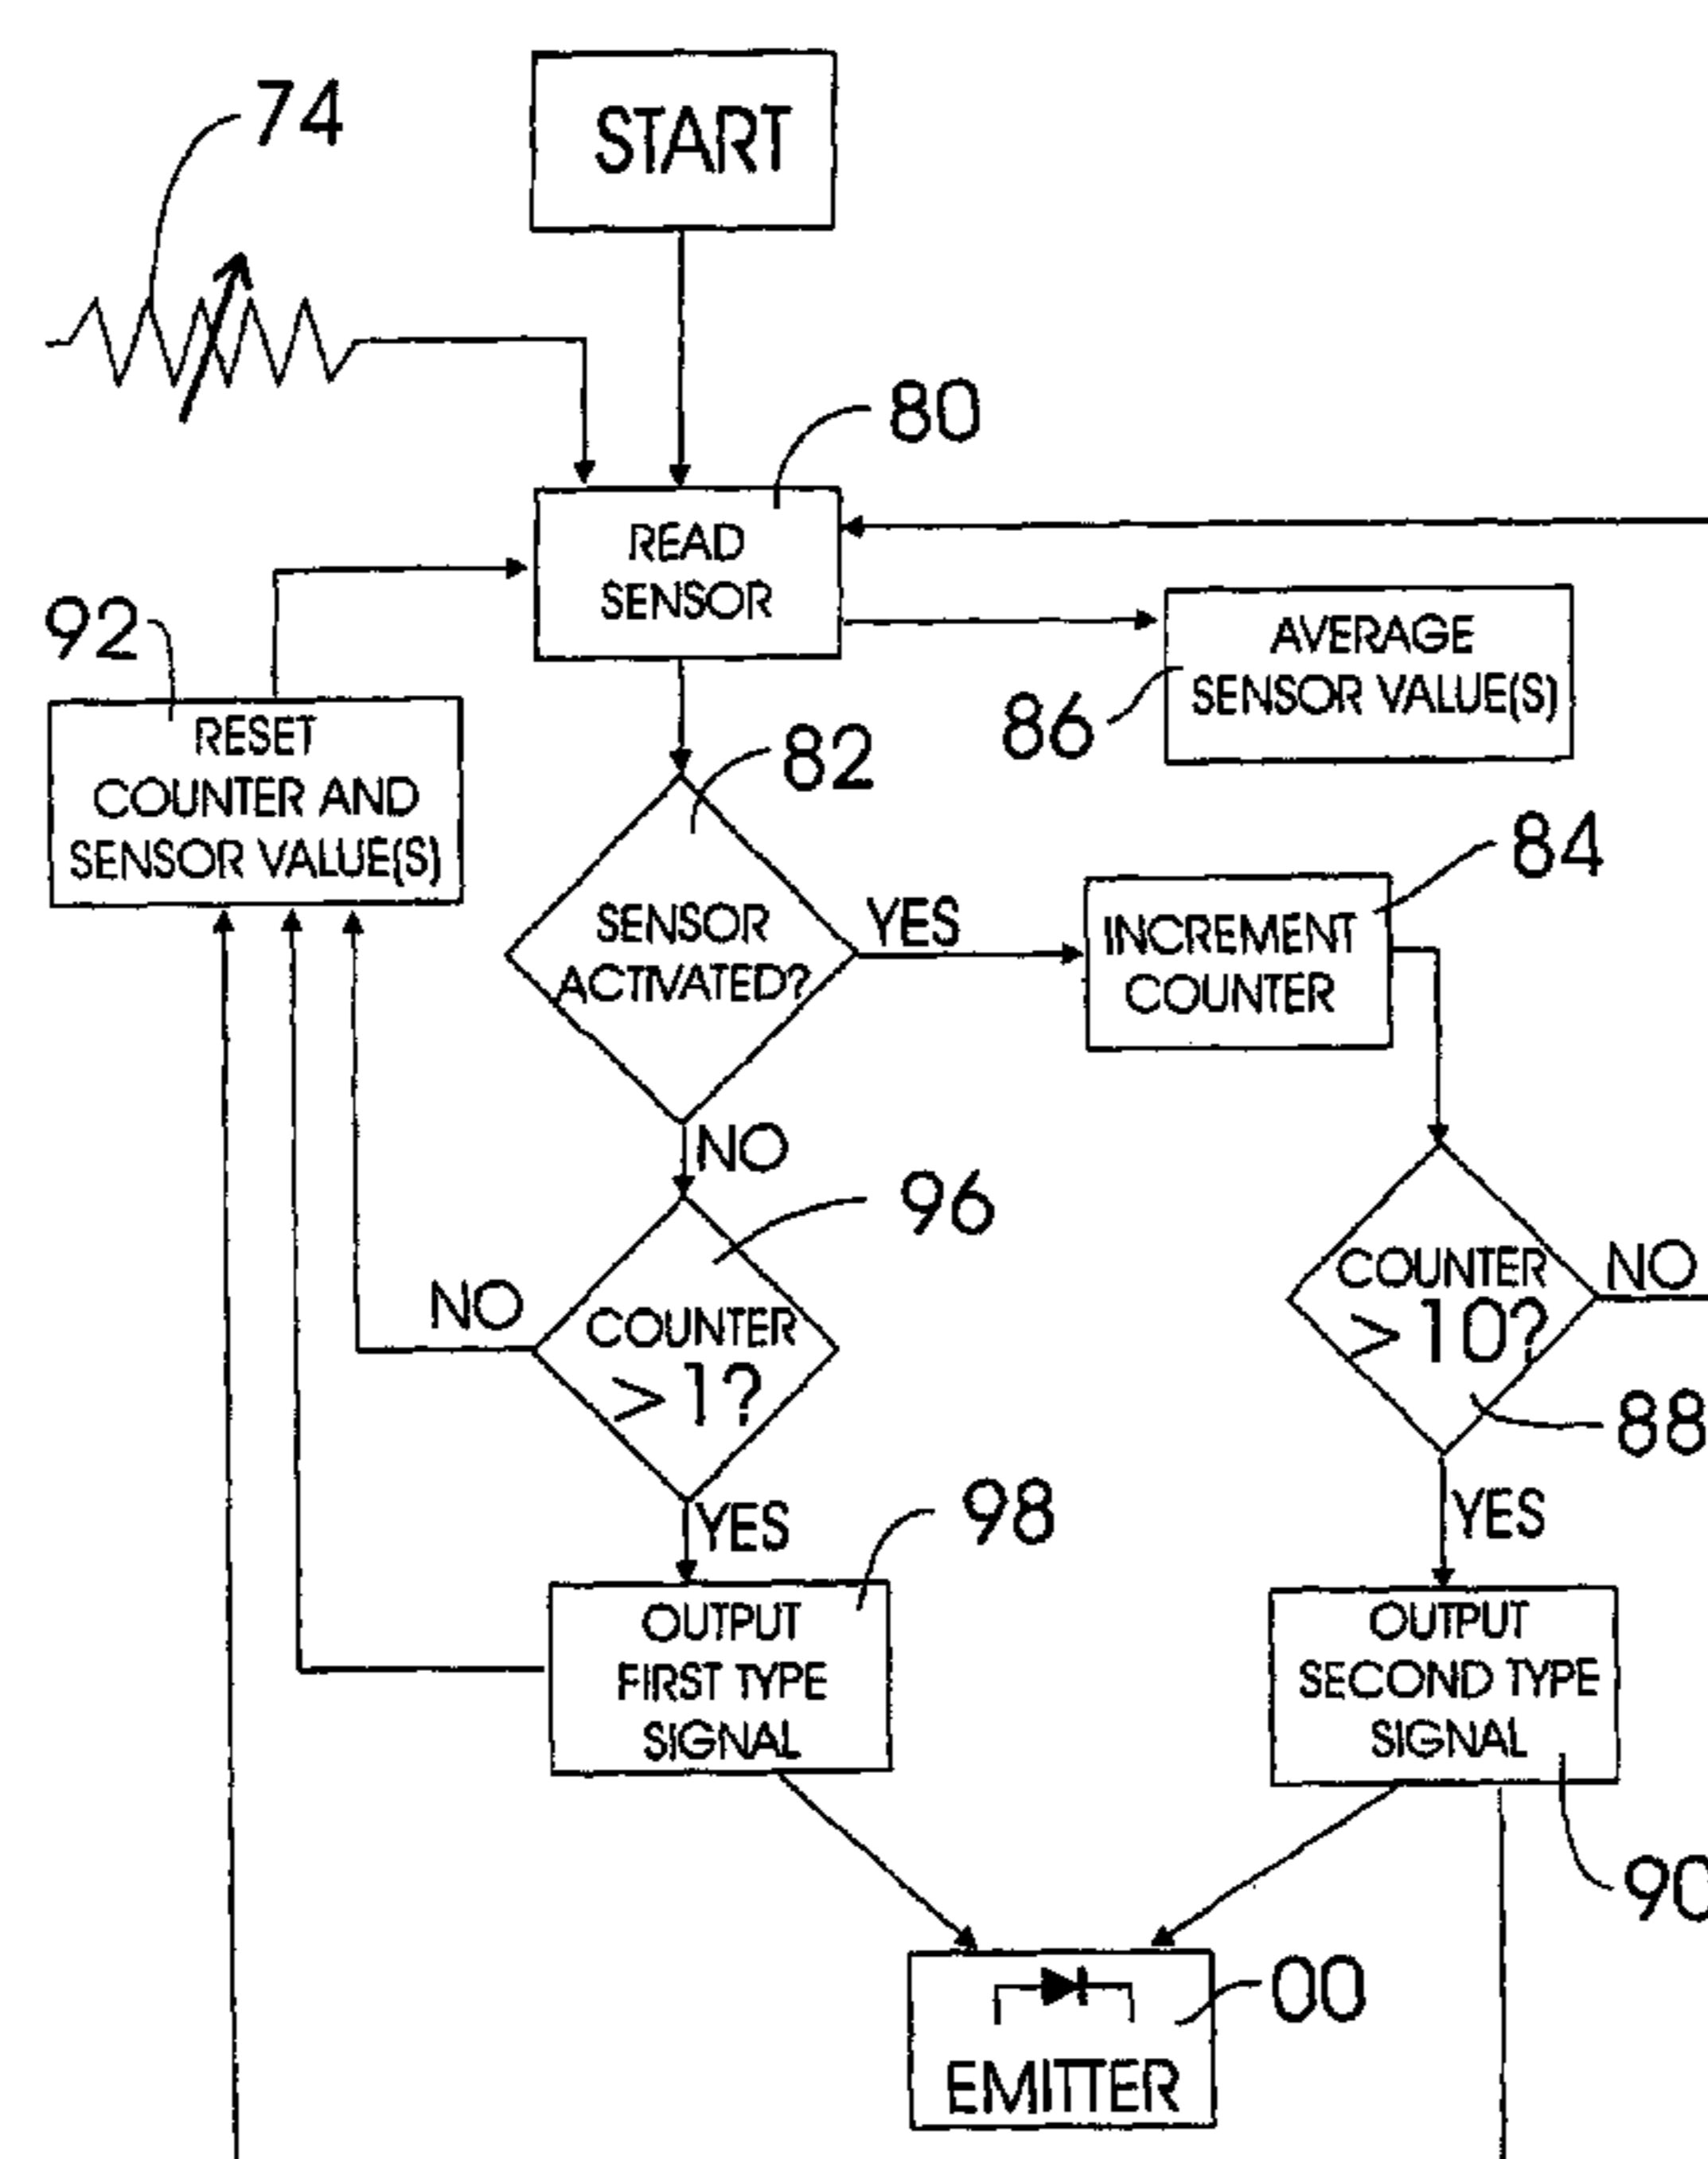 74
START
80
READ
SENSOR
92
RESET
COUNTER AND
SENSOR VALUE(S)
AVERAGE
SENSOR VALUE(S)
86
82
SENSOR
ACTIVATED?
YES
84
INCREMENT
COUNTER
NO
96
COUNTER
>1?
NO
COUNTER
>10?
NO
88
YES
98
YES
OUTPUT
FIRST TYPE
SIGNAL
OUTPUT
SECOND TYPE
SIGNAL
90
00
EMITTER